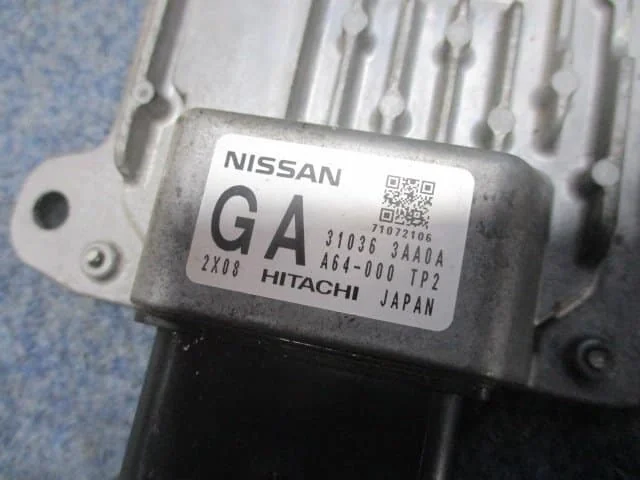 NISSAN
71072106
GA 31036 3AA0A
A64-000 TP2
2X08 HITACHI JAPAN